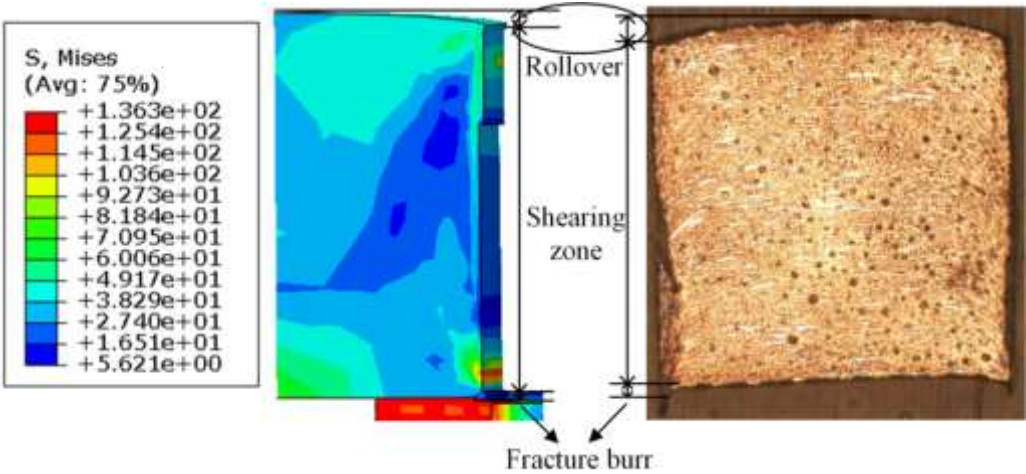 S, Mises
(Avg: 75%)
+1.363e+02
+1.254e+02
+1.145e+02
+1.036e+02
+9.273e+01
+8.184e+01
+7.095e+01
+6.006e+01
+4.917e+01
+3.829e+01
+2.740e+01
+1.651e+01
+5.621e+00
Rollover
Shearing
zone
Fracture burr